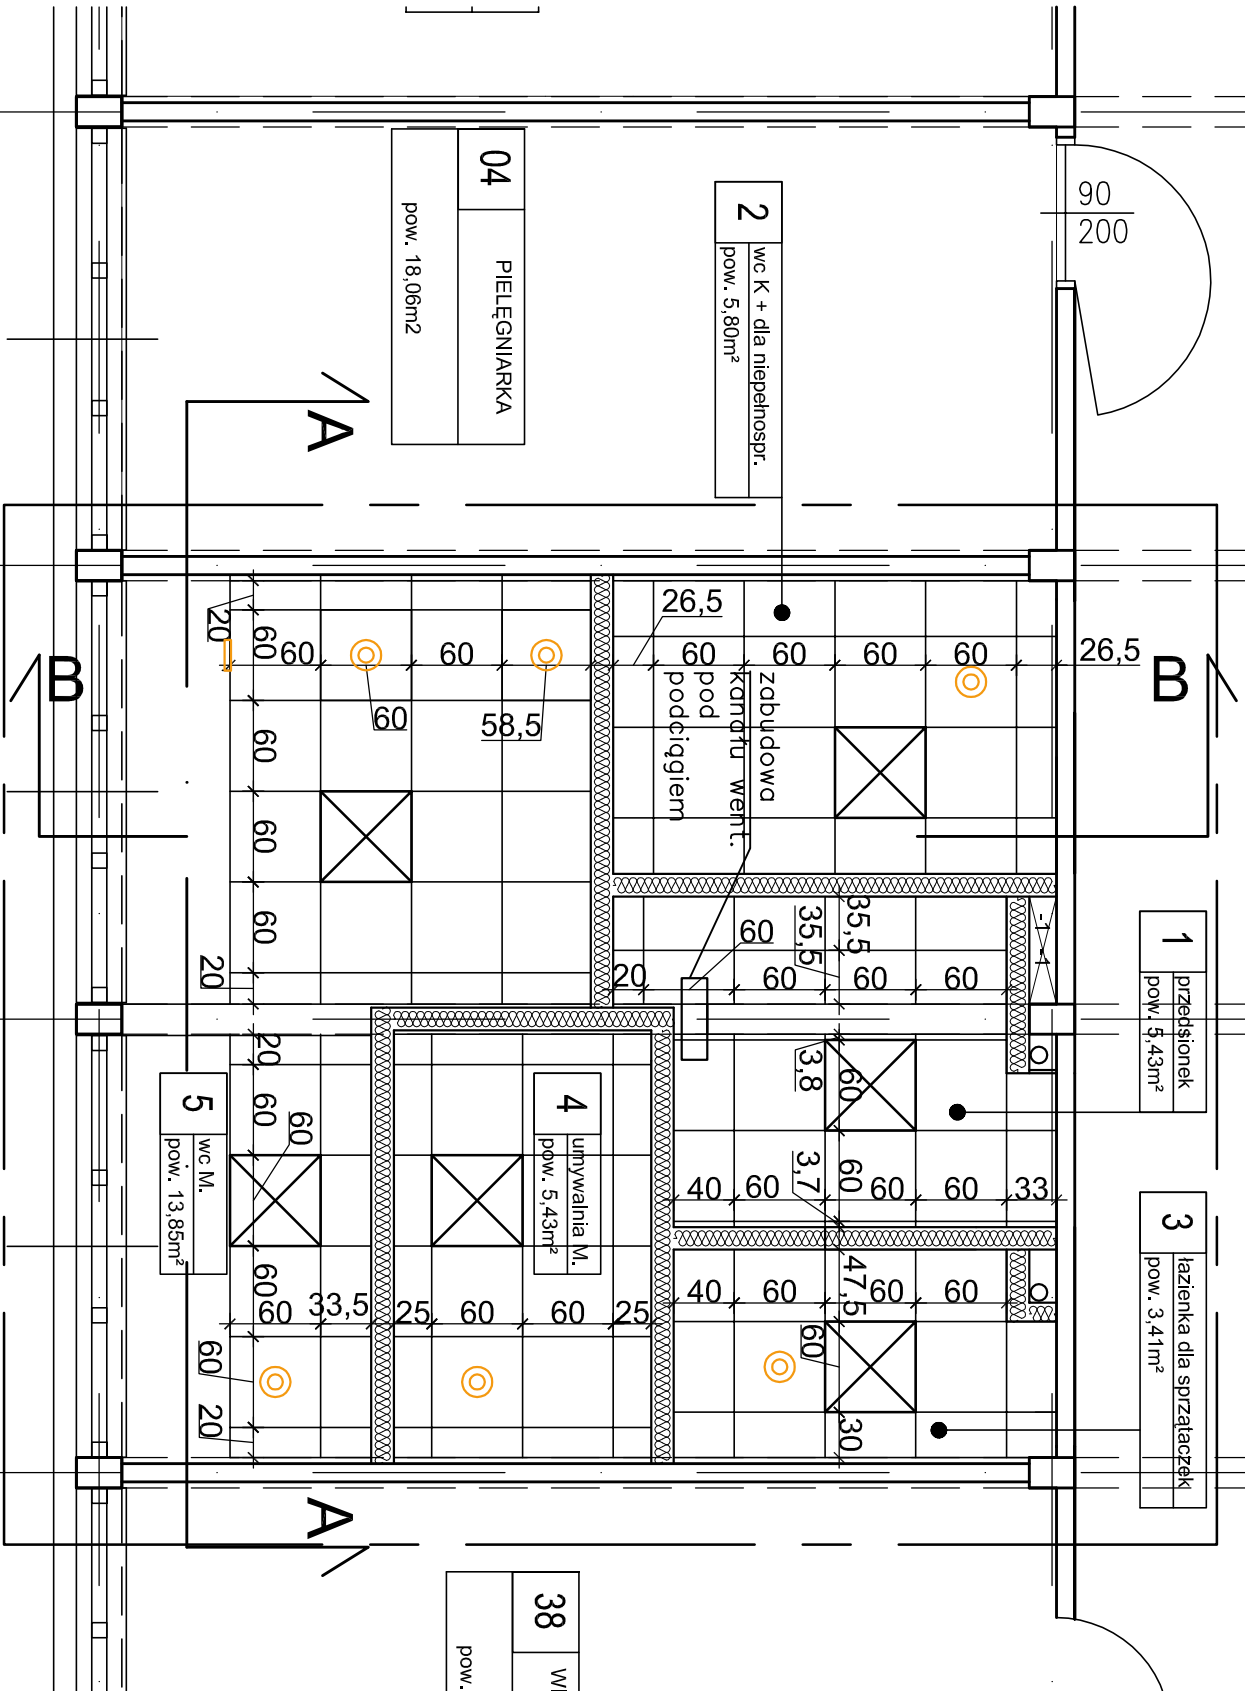 90
200
04
PIELĘGNIARKA
pow. 18,06m2
2
wc K + dla niepełnospr.
pow. 5,80m²
A
B
B
20
60
60
60
60
58,5
26,5
60
60
60
60
26,5
zabudowa
kanału went.
pod
podciągiem
60
60
60
20
35,5
35,5
60
20
60
60
60
1
przedsionek
pow. 5,43m²
20
60
60
3,8
60
60
3,7
40
60
60
60
33
5
wc M.
pow. 13,85m²
4
umywalnia M.
pow. 5,43m²
3
łazienka dla sprzątaczek
pow. 3,41m²
60
60
33,5
25
60
60
25
40
60
47,5
60
60
60
60
20
30
A
38
pow.